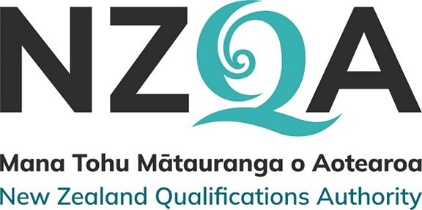 NZQA
Mana Tohu Mātauranga o Aotearoa
New Zealand Qualifications Authority